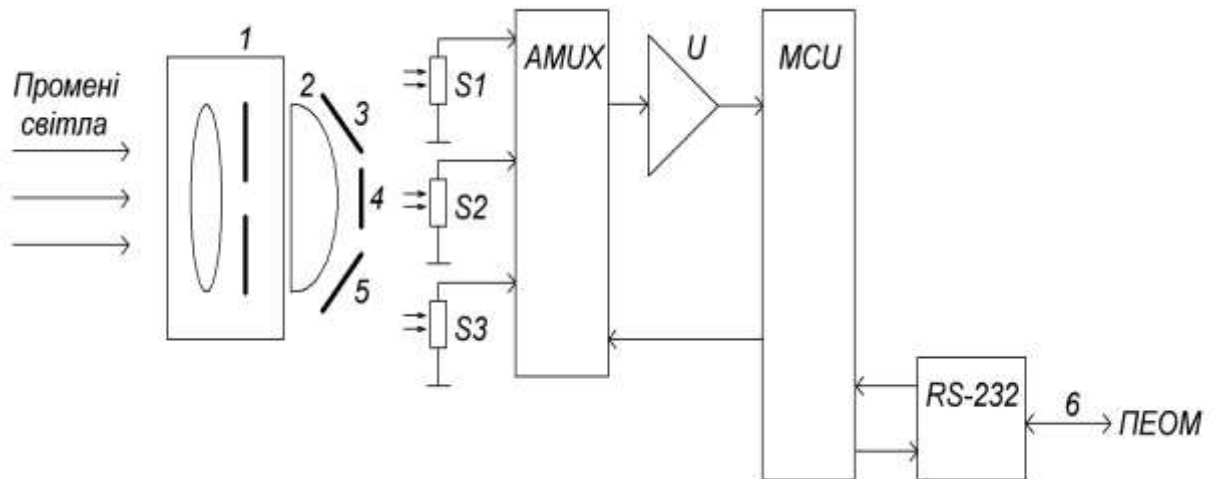 Промені
світла
1
2
3
4
5
S1
S2
S3
AMUX
U
MCU
RS-232
6
ПЕОМ